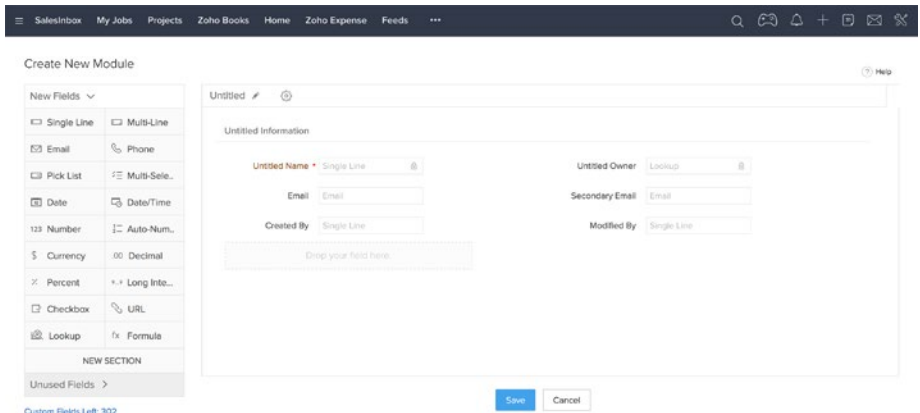 SalesInbox My Jobs Projects Zoho Books Home Zoho Expense Feeds •••
Create New Module
Help
New Fields
Untitled
Single Line Multi-Line
Untitled Information
Email Phone
Untitled Name * Single Line Untitled Owner Lookup
Pick List Multi-Sele..
Email Email Secondary Email Email
Date Date/Time
123 Number Auto-Num..
Created By Single Line Modified By Single Line
$ Currency .00 Decimal
Drop your field here.
% Percent Long Inte...
Checkbox URL
Lookup fx Formula
NEW SECTION
Unused Fields >
Custom Fields Left: 302
Save Cancel